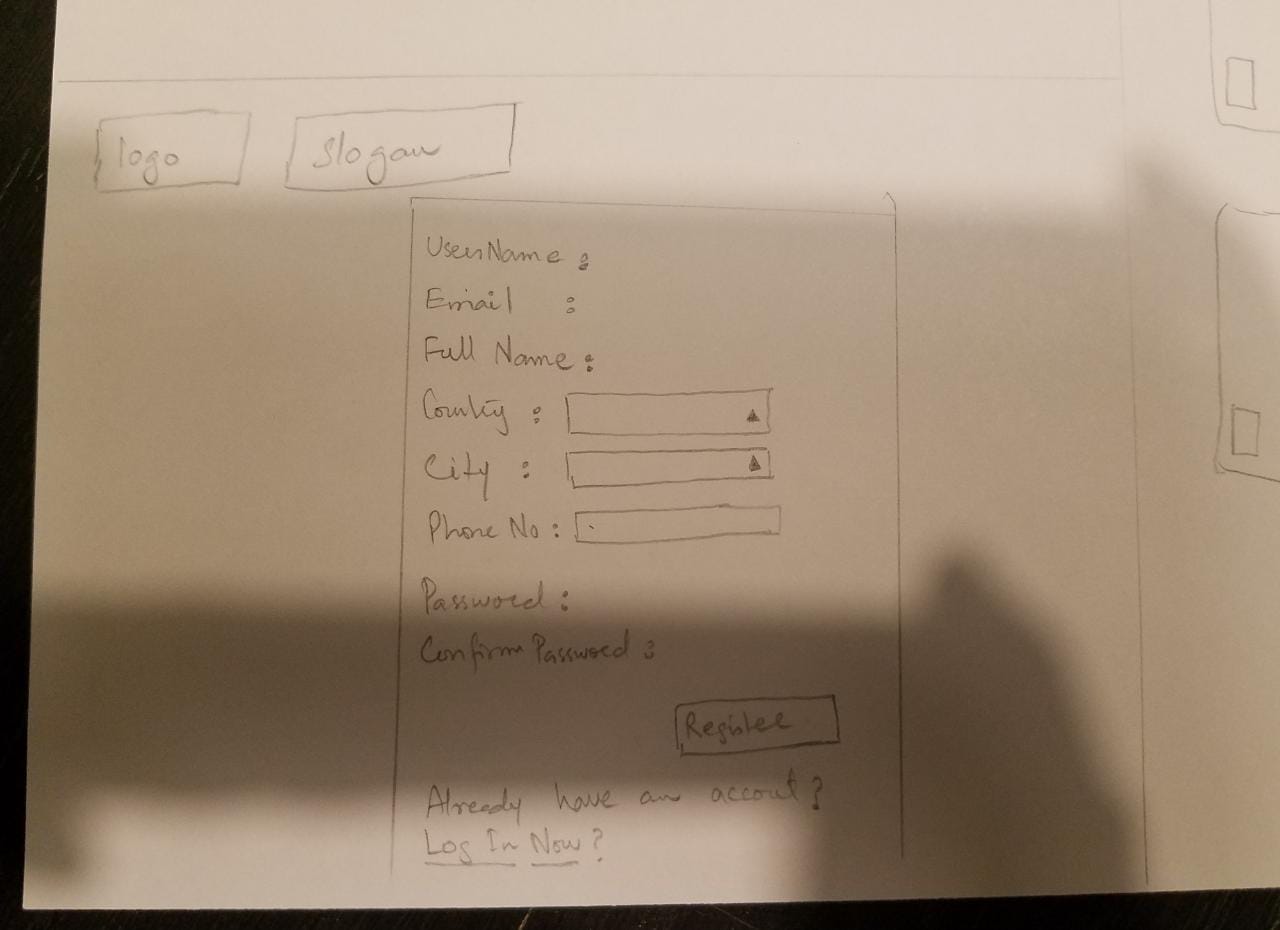 logo
Slogan
UserName :
Email :
Full Name :
Country :
City :
Phone No :
Password :
Confirm Password :
Register
Already have an accout ?
Log In Now ?